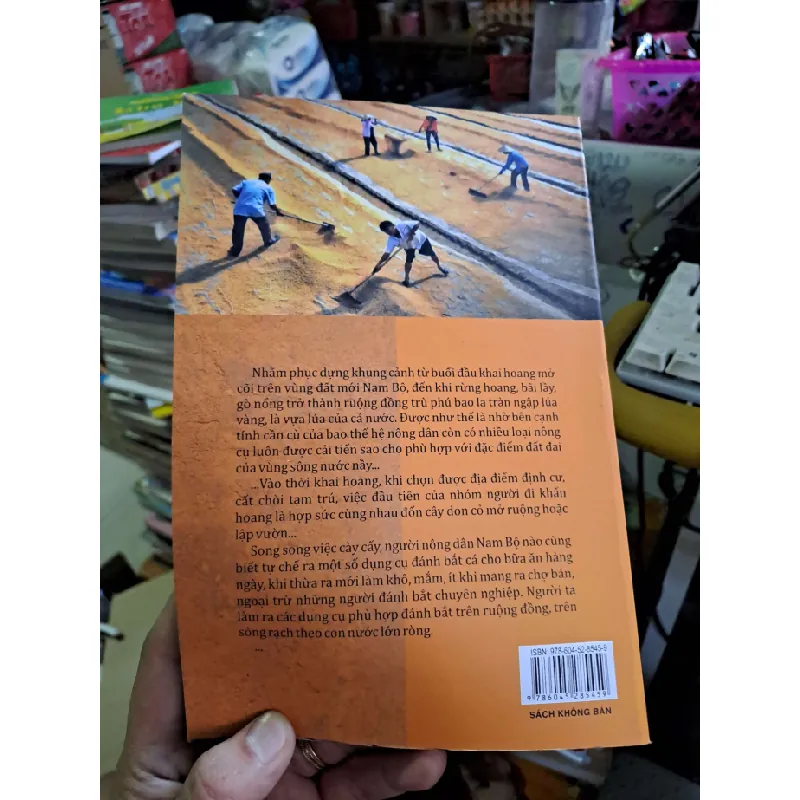 Nhằm phục dựng khung cảnh từ buổi đầu khai hoang mở
cõi trên vùng đất mới Nam Bộ, đến khi rừng hoang, bãi lầy,
gò nổng trở thành ruộng đồng trù phú bao la tràn ngập lúa
vàng, là vựa lúa của cả nước. Được như thế là nhờ bên cạnh
tính cần cù của bao thế hệ nông dân còn có nhiều loại nông
cụ luôn được cải tiến sao cho phù hợp với đặc điểm đất đai
của vùng sông nước này...
...Vào thời khai hoang, khi chọn được địa điểm định cư,
cất chòi tạm trú, việc đầu tiên của nhóm người đi khẩn
hoang là hợp sức cùng nhau đốn cây dọn cỏ mở ruộng hoặc
lập vườn...
Song song việc cày cấy, người nông dân Nam Bộ nào cũng
biết tự chế ra một số dụng cụ đánh bắt cá cho bữa ăn hàng
ngày, khi thừa ra mới làm khô, mắm, ít khi mang ra chợ bán,
ngoại trừ những người đánh bắt chuyên nghiệp. Người ta
làm ra các dụng cụ phù hợp đánh bắt trên ruộng đồng, trên
sông rạch theo con nước lớn ròng
...
ISBN: 978-604-52-8545-9
9 786045 285459
SÁCH KHÔNG BÁN